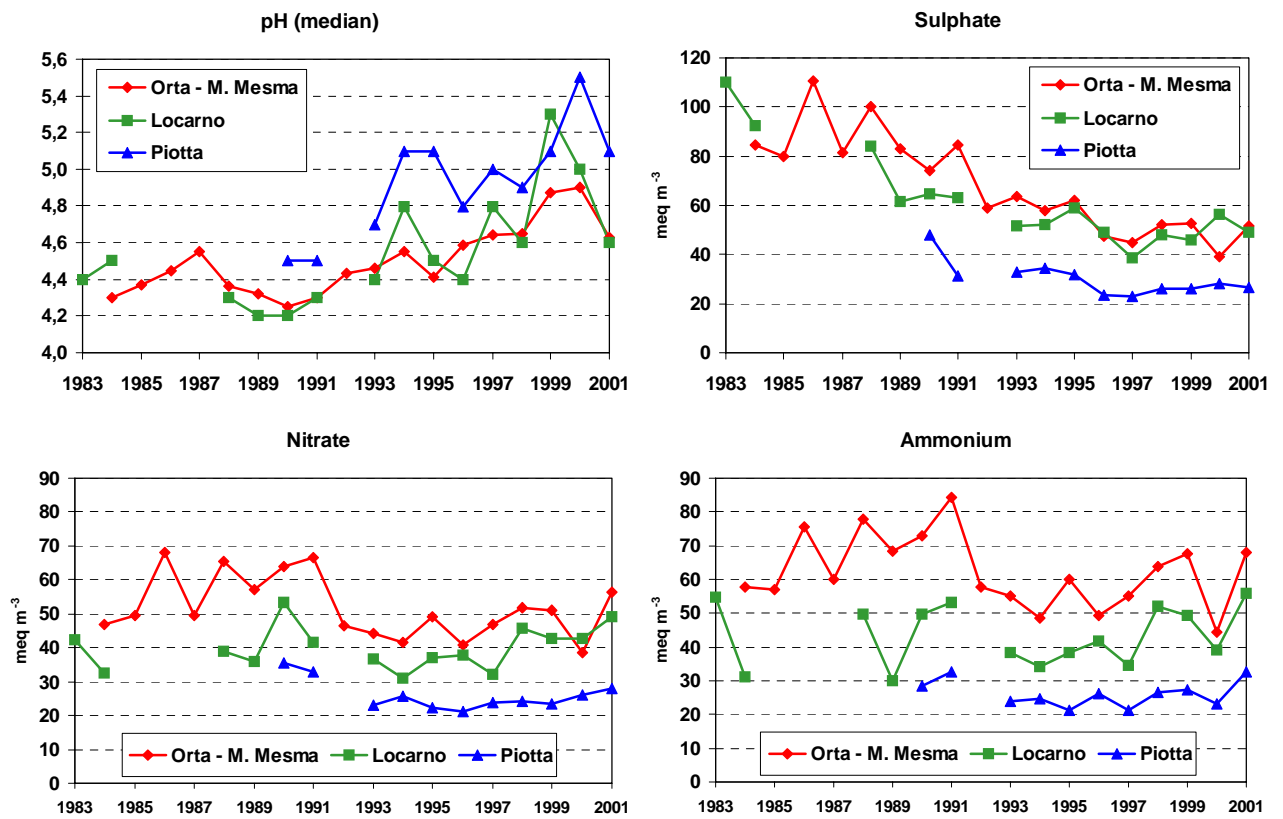 pH (median)
5,6
5,4
5,2
5,0
4,8
4,6
4,4
4,2
4,0
Orta - M. Mesma
Locarno
Piotta
1983 1985 1987 1989 1991 1993 1995 1997 1999 2001
Sulphate
meq m-3
120
100
80
60
40
20
0
Orta - M. Mesma
Locarno
Piotta
1983 1985 1987 1989 1991 1993 1995 1997 1999 2001
Nitrate
meq m-3
90
80
70
60
50
40
30
20
10
0
Orta - M. Mesma Locarno Piotta
1983 1985 1987 1989 1991 1993 1995 1997 1999 2001
Ammonium
meq m-3
90
80
70
60
50
40
30
20
10
0
Orta - M. Mesma Locarno Piotta
1983 1985 1987 1989 1991 1993 1995 1997 1999 2001